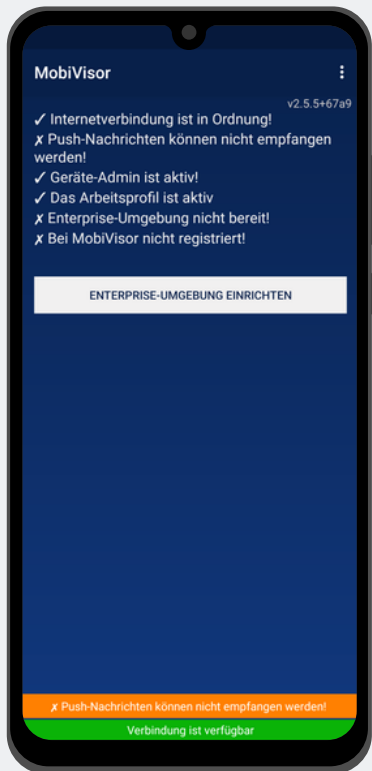 MobiVisor
v2.5.5+67a9
✓ Internetverbindung ist in Ordnung!
✗ Push-Nachrichten können nicht empfangen
werden!
✓ Geräte-Admin ist aktiv!
✓ Das Arbeitsprofil ist aktiv
✗ Enterprise-Umgebung nicht bereit!
✗ Bei MobiVisor nicht registriert!
ENTERPRISE-UMGEBUNG EINRICHTEN
✗ Push-Nachrichten können nicht empfangen werden!
Verbindung ist verfügbar